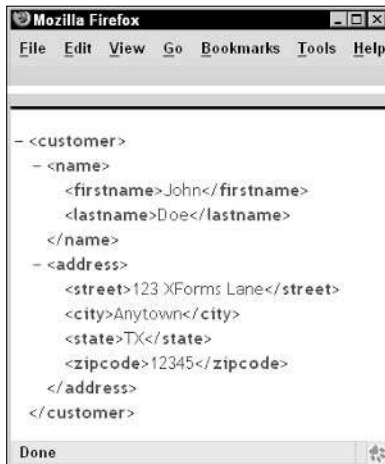 Mozilla Firefox
File Edit View Go Bookmarks Tools Help
– <customer>
– <name>
<firstname>John</firstname>
<lastname>Doe</lastname>
</name>
– <address>
<street>123 XForms Lane</street>
<city>Anytown</city>
<state>TX</state>
<zipcode>12345</zipcode>
</address>
</customer>
Done